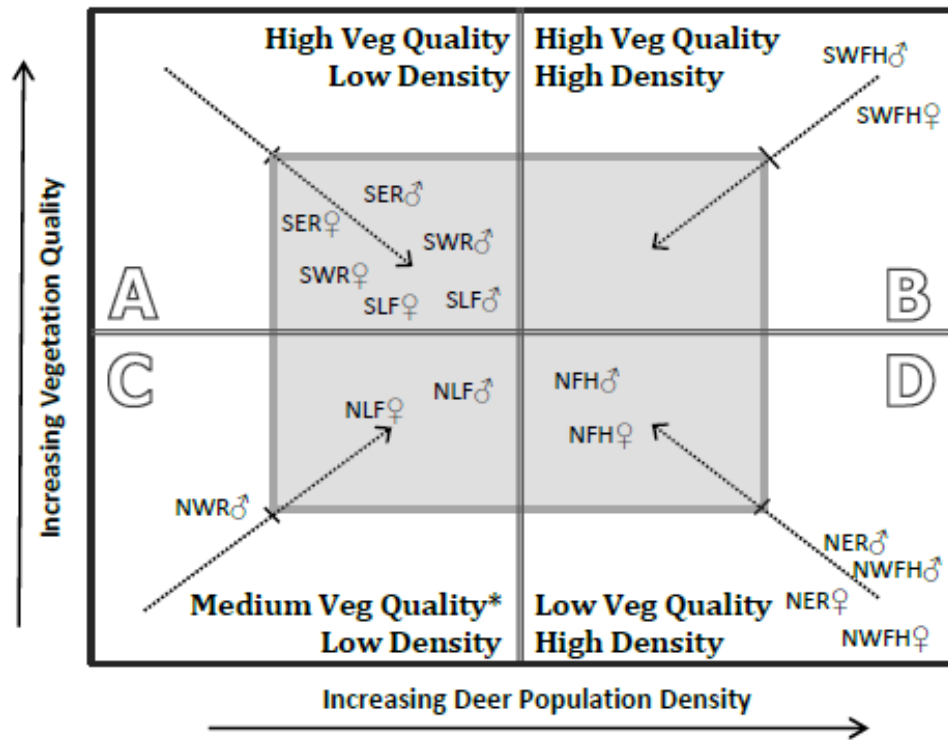 High Veg Quality
Low Density
High Veg Quality
High Density
SWFH♂
SWFH♀
SER♂
SER♀
SWR♂
SWR♀
SLF♀
SLF♂
A
B
C
D
NLF♂
NLF♀
NFH♂
NFH♀
NWR♂
NER♂
NWFH♂
NER♀
NWFH♀
Medium Veg Quality*
Low Density
Low Veg Quality
High Density
Increasing Vegetation Quality
Increasing Deer Population Density